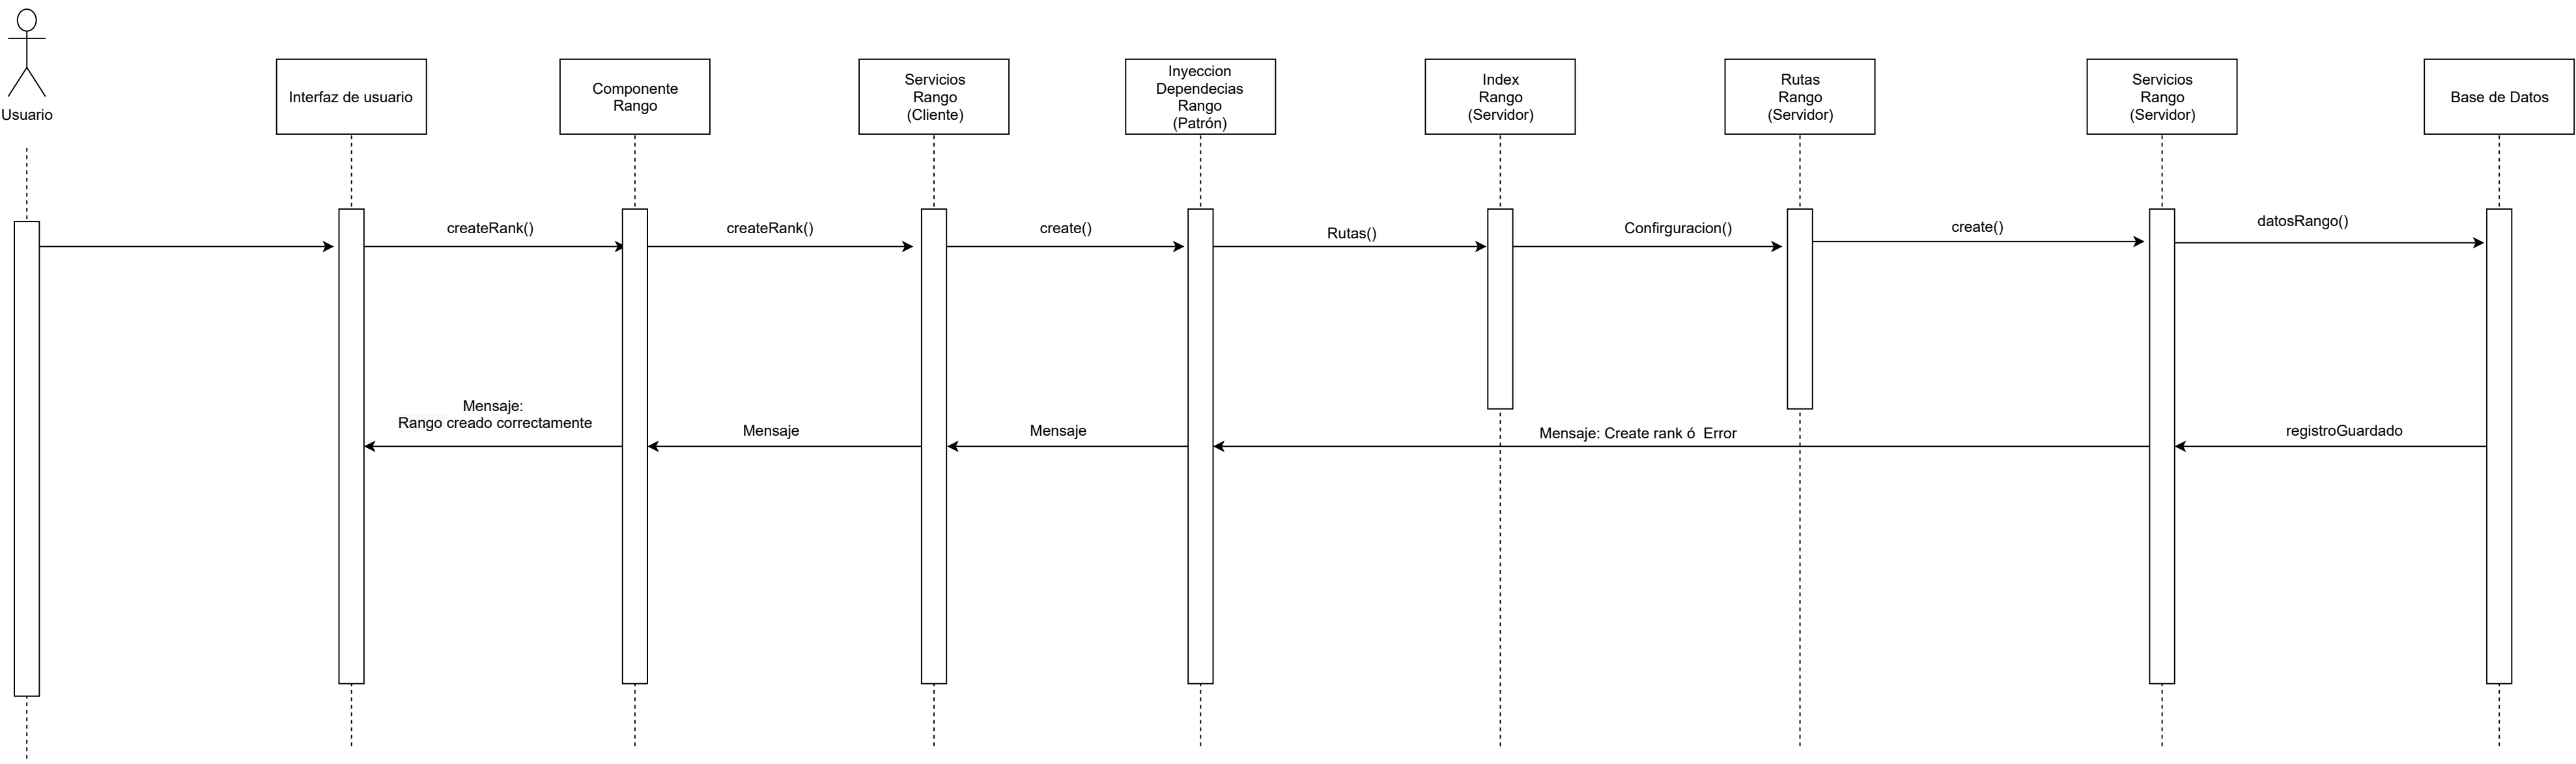 Usuario
Interfaz de usuario
Componente
Rango
Servicios
Rango
(Cliente)
Inyeccion
Dependecias
Rango
(Patrón)
Index
Rango
(Servidor)
Rutas
Rango
(Servidor)
Servicios
Rango
(Servidor)
Base de Datos
createRank()
createRank()
create()
Rutas()
Confirguracion()
create()
datosRango()
Mensaje:
Rango creado correctamente
Mensaje
Mensaje
Mensaje: Create rank ó  Error
registroGuardado